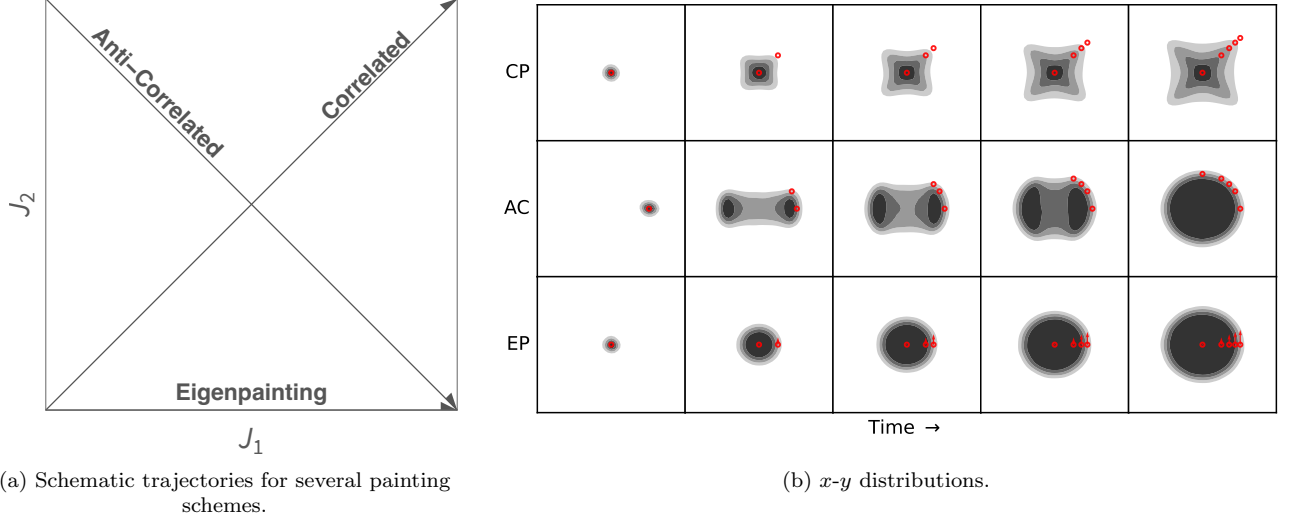 Anti–Correlated
Correlated
J2
Eigenpainting
J1
(a) Schematic trajectories for several painting
schemes.
CP
AC
EP
Time →
(b) x-y distributions.